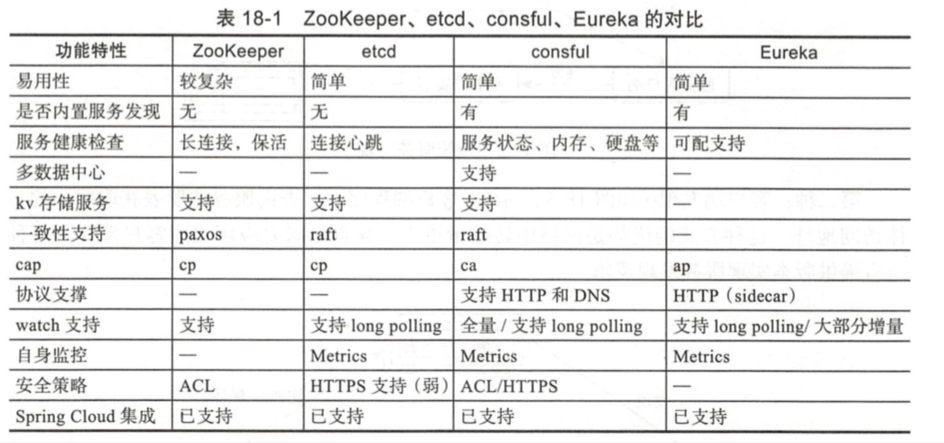 表 18-1 ZooKeeper、etcd、consful、Eureka 的对比
功能特性 ZooKeeper etcd consful Eureka
易用性 较复杂 简单 简单 简单
是否内置服务发现 无 无 有 有
服务健康检查 长连接，保活 连接心跳 服务状态、内存、硬盘等 可配支持
多数据中心 — — 支持 —
kv 存储服务 支持 支持 支持 —
一致性支持 paxos raft raft —
cap cp cp ca ap
协议支撑 — — 支持 HTTP 和 DNS HTTP（sidecar）
watch 支持 支持 支持 long polling 全量 / 支持 long polling 支持 long polling/ 大部分增量
自身监控 — Metrics Metrics Metrics
安全策略 ACL HTTPS 支持（弱） ACL/HTTPS —
Spring Cloud 集成 已支持 已支持 已支持 已支持